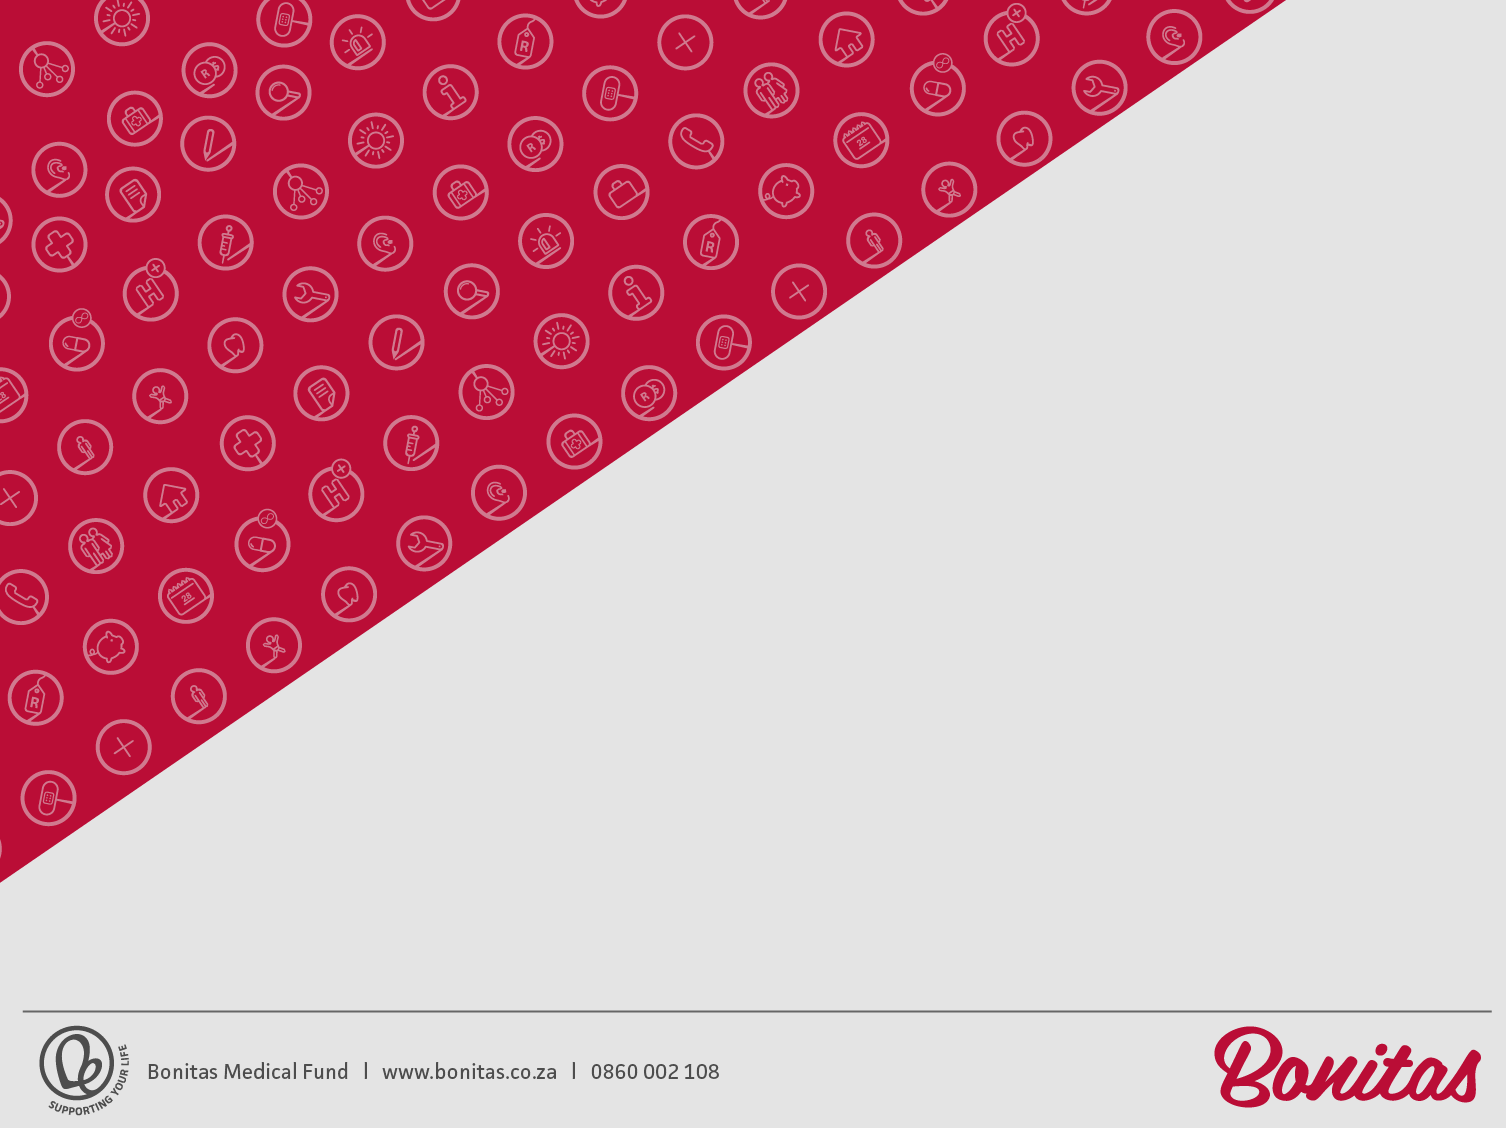 SUPPORTING YOUR LIFE
Bonitas Medical Fund | www.bonitas.co.za | 0860 002 108
Bonitas